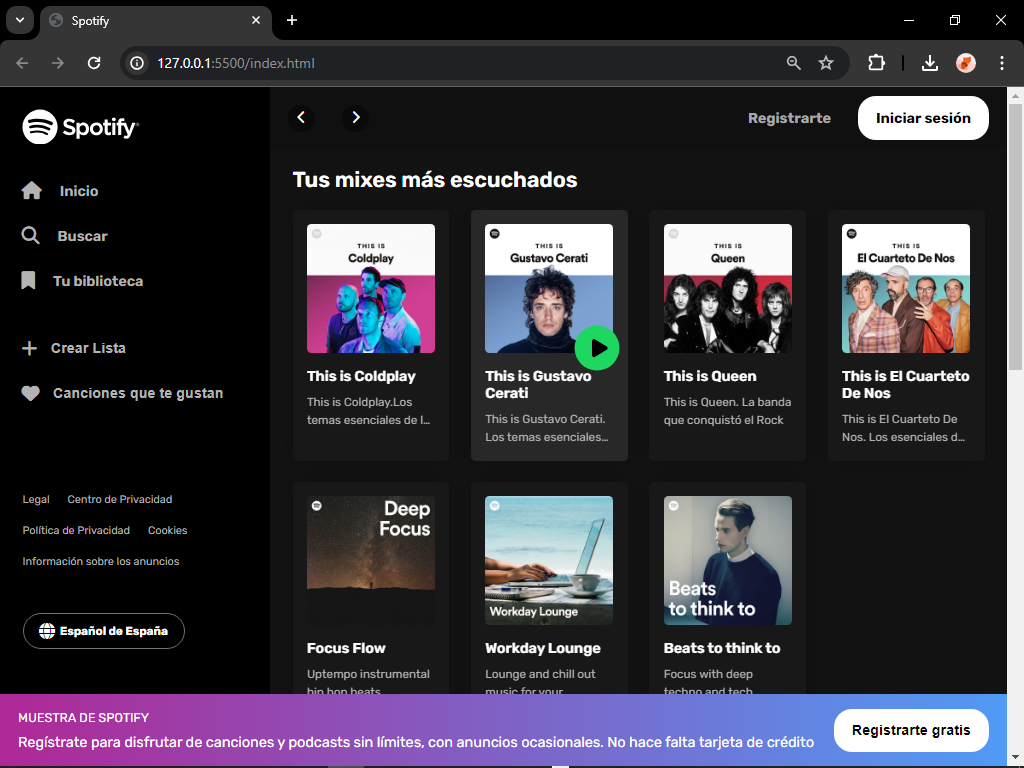 Spotify
127.0.0.1:5500/index.html
Spotify
Inicio
Buscar
Tu biblioteca
Crear Lista
Canciones que te gustan
Legal Centro de Privacidad
Política de Privacidad Cookies
Información sobre los anuncios
Español de España
Registrarte Iniciar sesión
Tus mixes más escuchados
THIS IS
Coldplay
This is Coldplay
This is Coldplay.Los
temas esenciales de l...
THIS IS
Gustavo Cerati
This is Gustavo
Cerati
This is Gustavo Cerati.
Los temas esenciales...
THIS IS
Queen
This is Queen
This is Queen. La banda
que conquistó el Rock
THIS IS
El Cuarteto De Nos
This is El Cuarteto
De Nos
This is El Cuarteto De
Nos. Los esenciales d...
Deep
Focus
Focus Flow
Uptempo instrumental
hip hop beats
Workday Lounge
Workday Lounge
Lounge and chill out
music for your
Beats
to think to
Beats to think to
Focus with deep
techno and tech
MUESTRA DE SPOTIFY
Regístrate para disfrutar de canciones y podcasts sin límites, con anuncios ocasionales. No hace falta tarjeta de crédito
Registrarte gratis